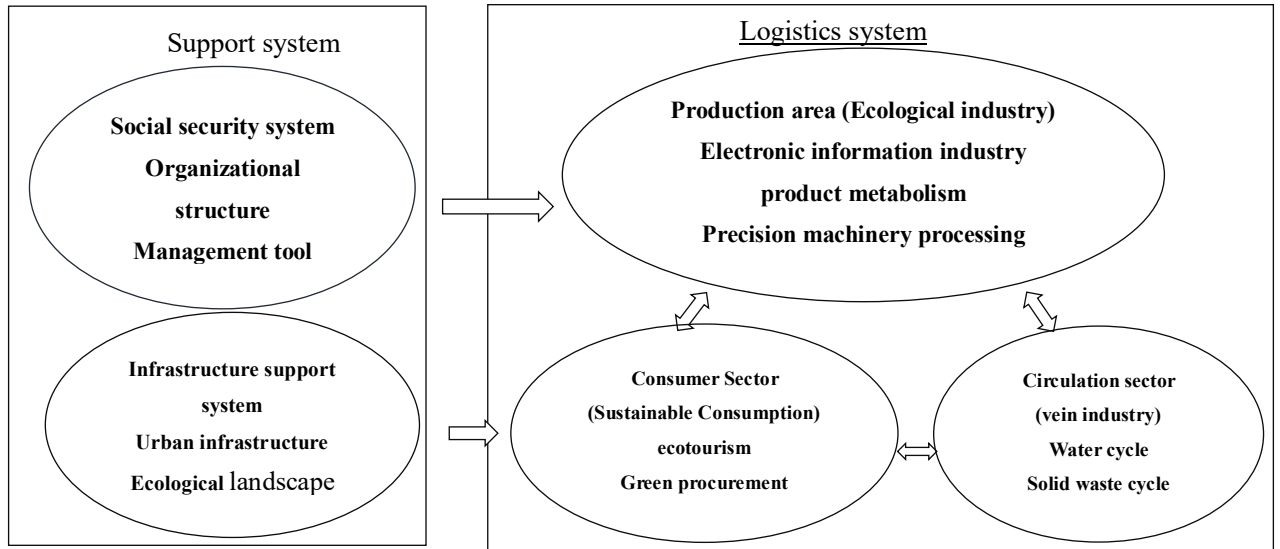 Support system
Social security system
Organizational
structure
Management tool
Infrastructure support
system
Urban infrastructure
Ecological landscape
Logistics system
Production area (Ecological industry)
Electronic information industry
product metabolism
Precision machinery processing
Consumer Sector
(Sustainable Consumption)
ecotourism
Green procurement
Circulation sector
(vein industry)
Water cycle
Solid waste cycle